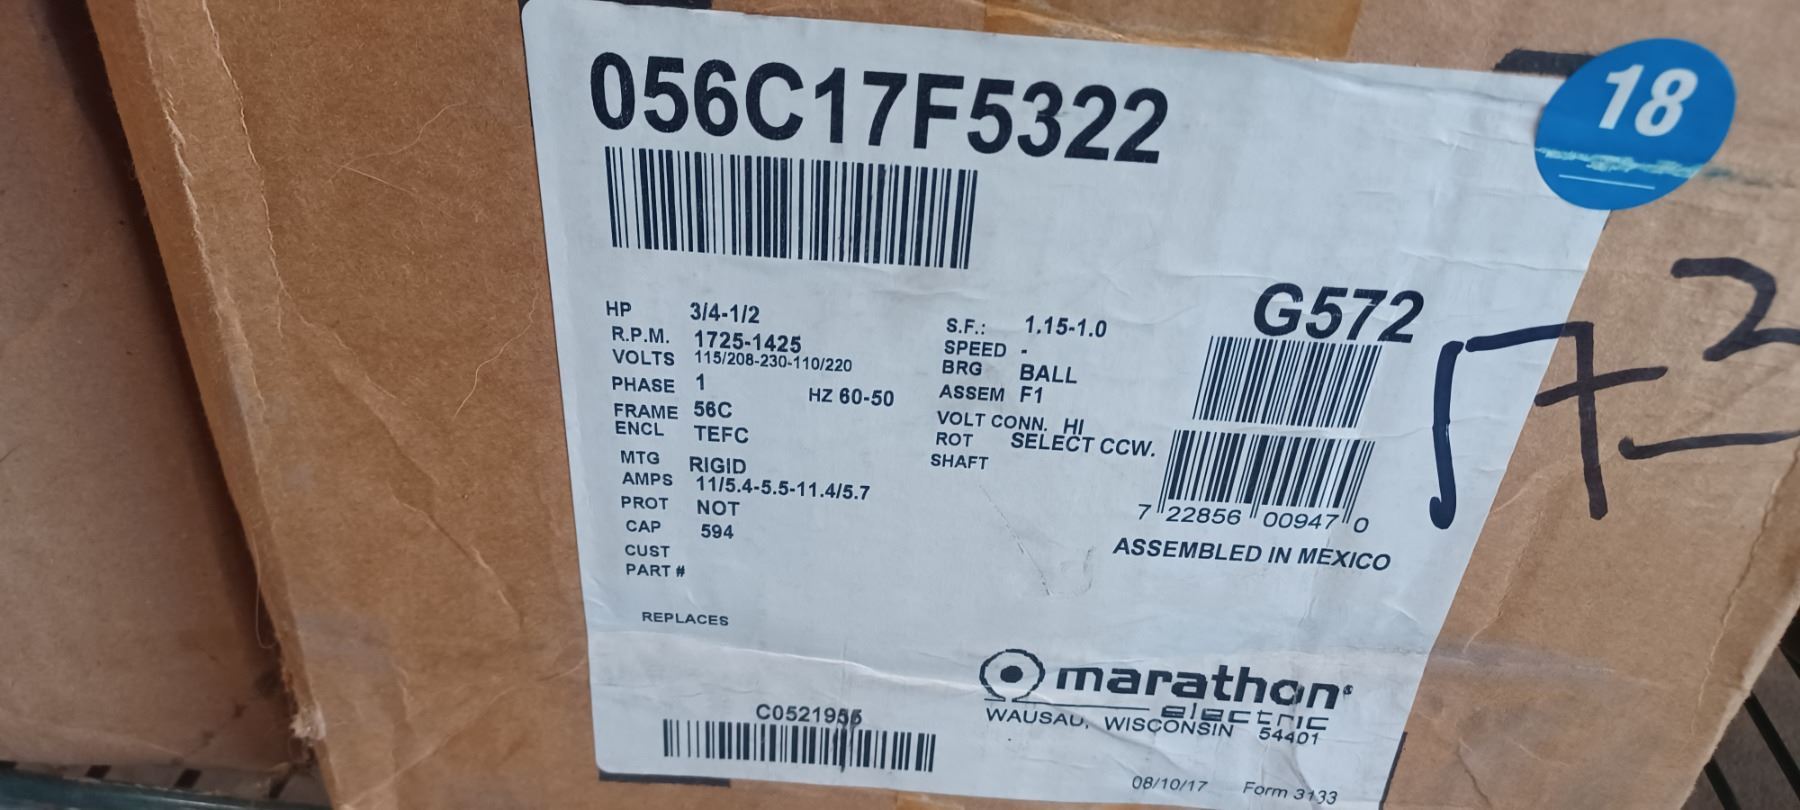 056C17F5322
18
HP 3/4-1/2
R.P.M. 1725-1425
VOLTS 115/208-230-110/220
PHASE 1 HZ 60-50
FRAME 56C
ENCL TEFC
MTG RIGID
AMPS 11/5.4-5.5-11.4/5.7
PROT NOT
CAP 594
CUST
PART #
REPLACES
S.F.: 1.15-1.0
SPEED -
BRG BALL
ASSEM F1
VOLT CONN. HI
ROT SELECT CCW.
SHAFT
G572
7 22856 00947 0
ASSEMBLED IN MEXICO
marathon
electric
WAUSAU, WISCONSIN 54401
08/10/17 Form 3133